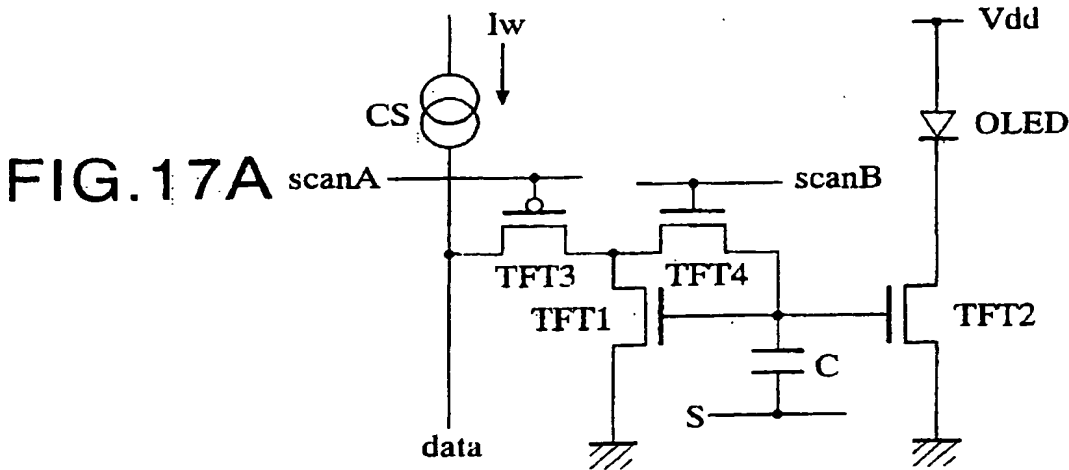 Iw
Vdd
CS
OLED
FIG.17A
scanA
scanB
TFT3
TFT4
TFT1
TFT2
C
S
data